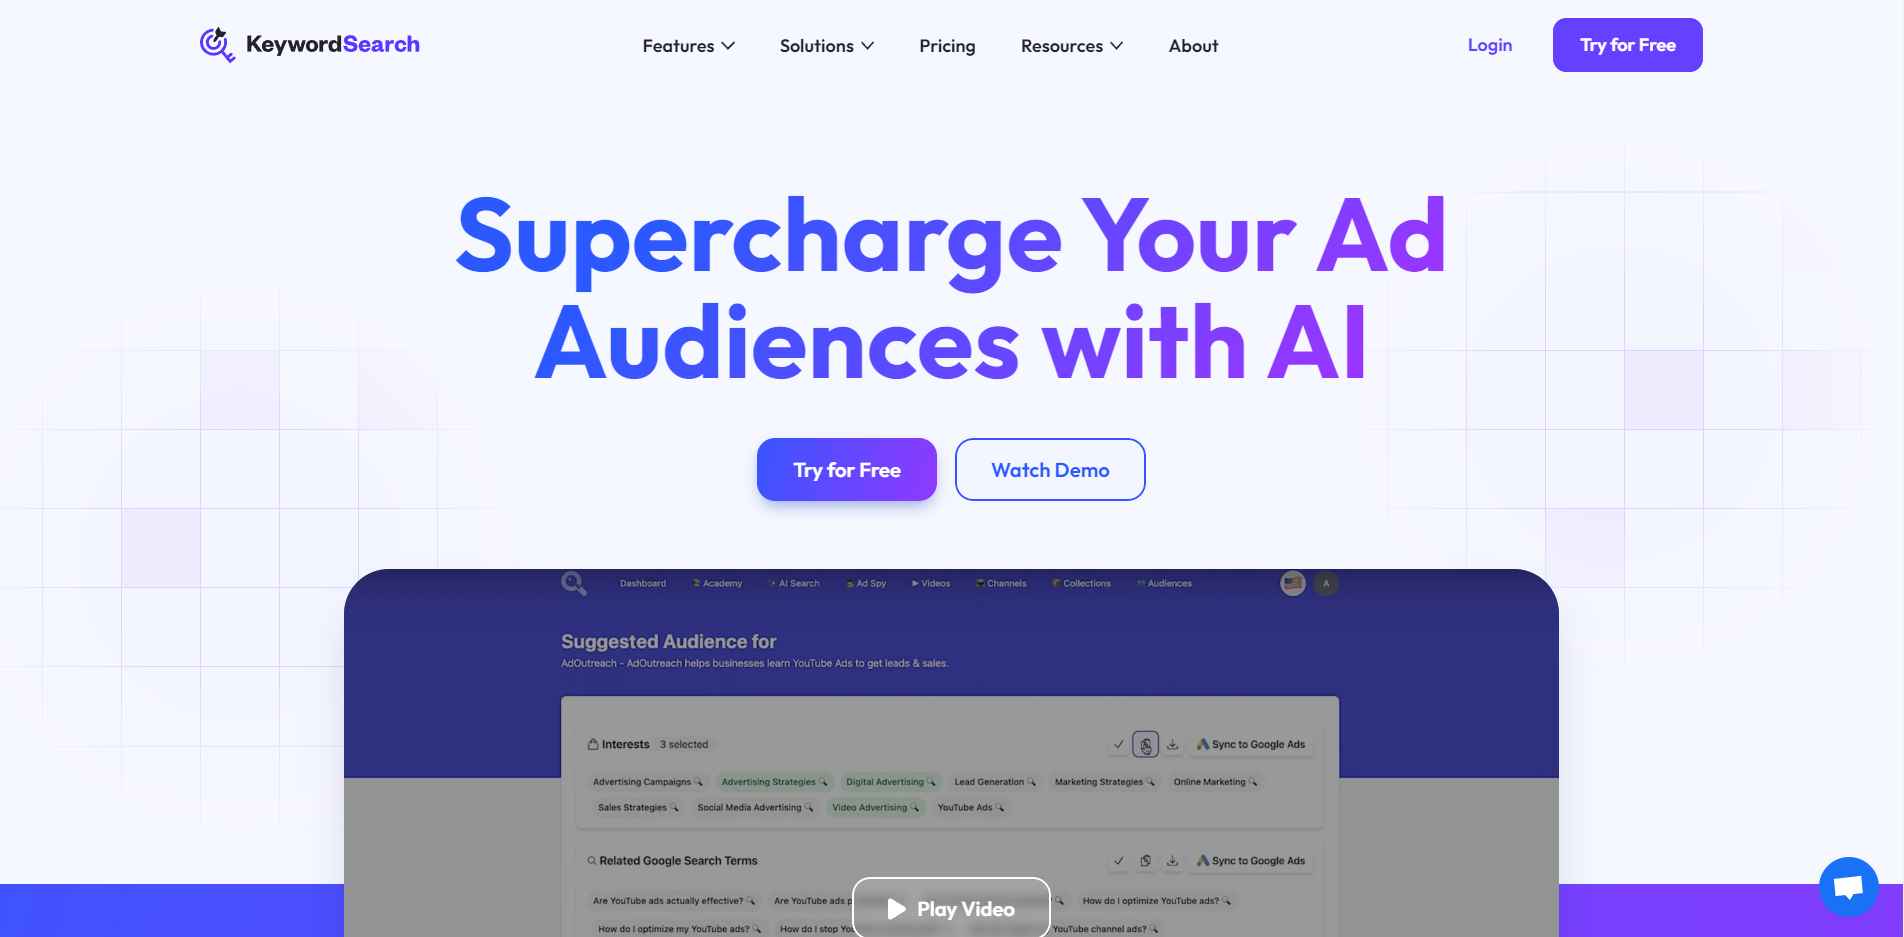 KeywordSearch
Features
Solutions
Pricing
Resources
About
Login
Try for Free
Supercharge Your Ad
Audiences with AI
Try for Free
Watch Demo
Dashboard
Academy
AI Search
Ad Spy
Videos
Channels
Collections
Audiences
A
Suggested Audience for
AdOutreach - AdOutreach helps businesses learn YouTube Ads to get leads & sales.
Interests 3 selected
Sync to Google Ads
Advertising Campaigns
Advertising Strategies
Digital Advertising
Lead Generation
Marketing Strategies
Online Marketing
Sales Strategies
Social Media Advertising
Video Advertising
YouTube Ads
Related Google Search Terms
Sync to Google Ads
Are YouTube ads actually effective?
Are YouTube ads
How do I optimize YouTube ads?
Play Video
How do I optimize my YouTube ads?
How do I stop
YouTube channel ads?